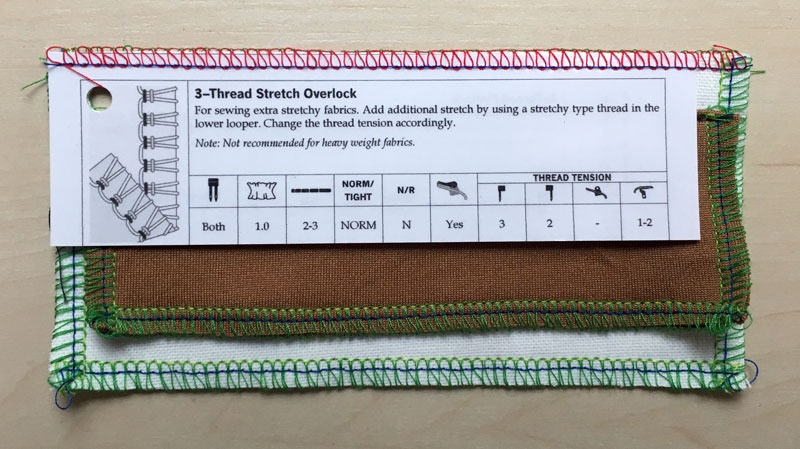 3–Thread Stretch Overlock
For sewing extra stretchy fabrics. Add additional stretch by using a stretchy type thread in the
lower looper. Change the thread tension accordingly.
Note: Not recommended for heavy weight fabrics.
NORM/
TIGHT
N/R
THREAD TENSION
Both
1.0
2-3
NORM
N
Yes
3
2
-
1-2